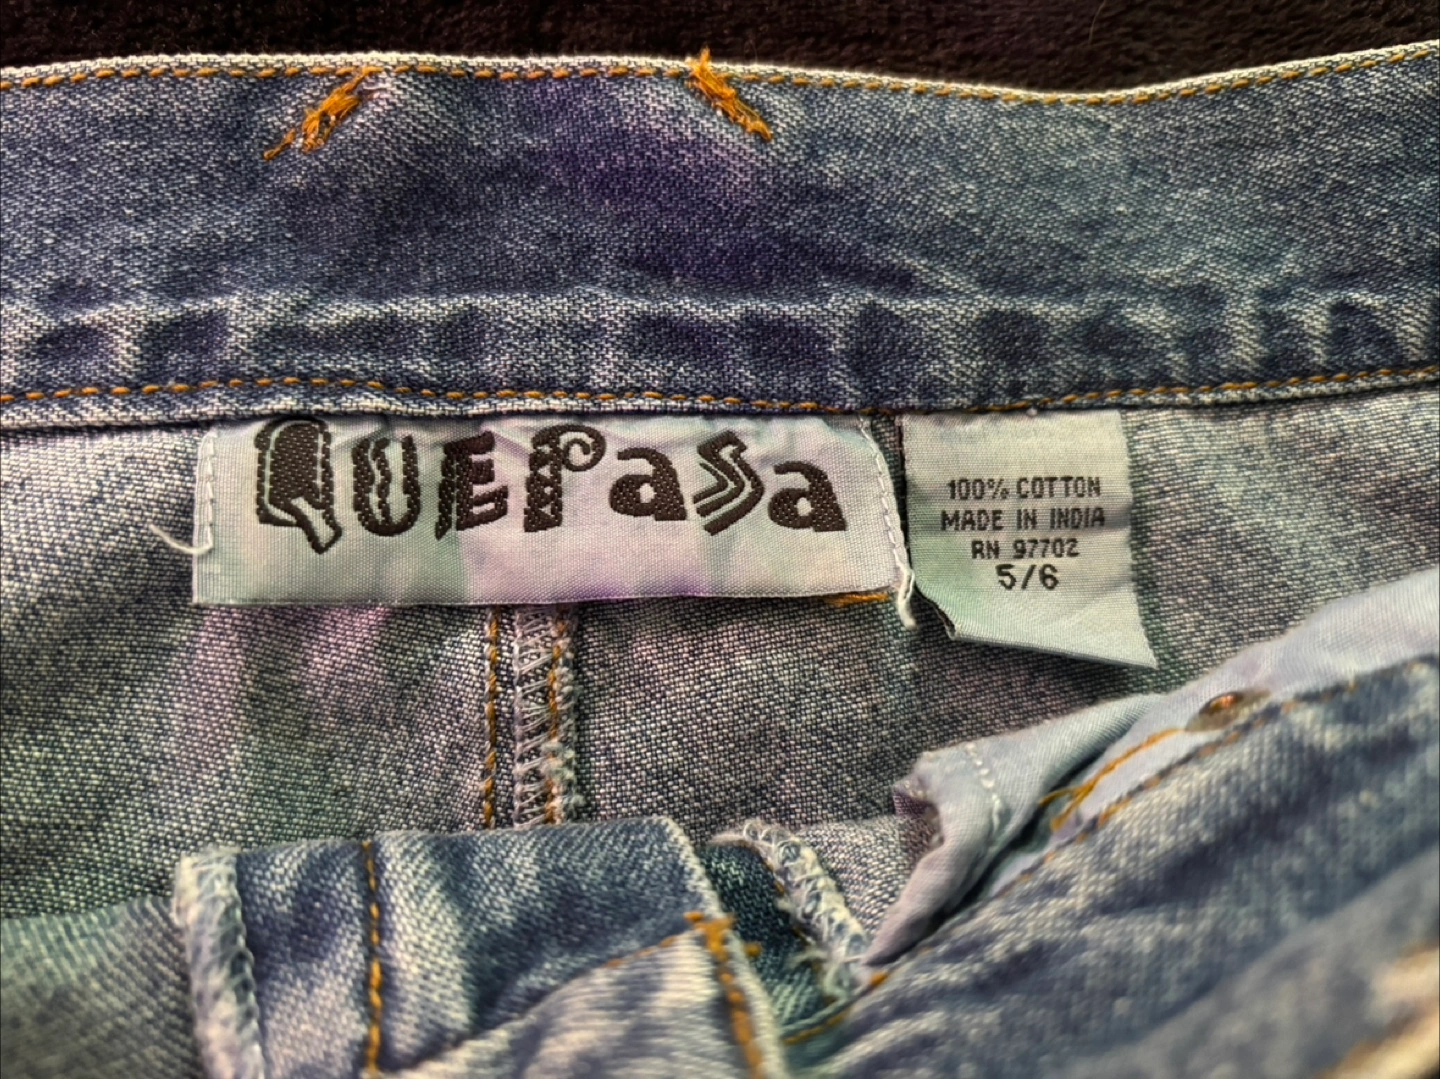 QUEPaSa
100% COTTON
MADE IN INDIA
RN 97702
5/6